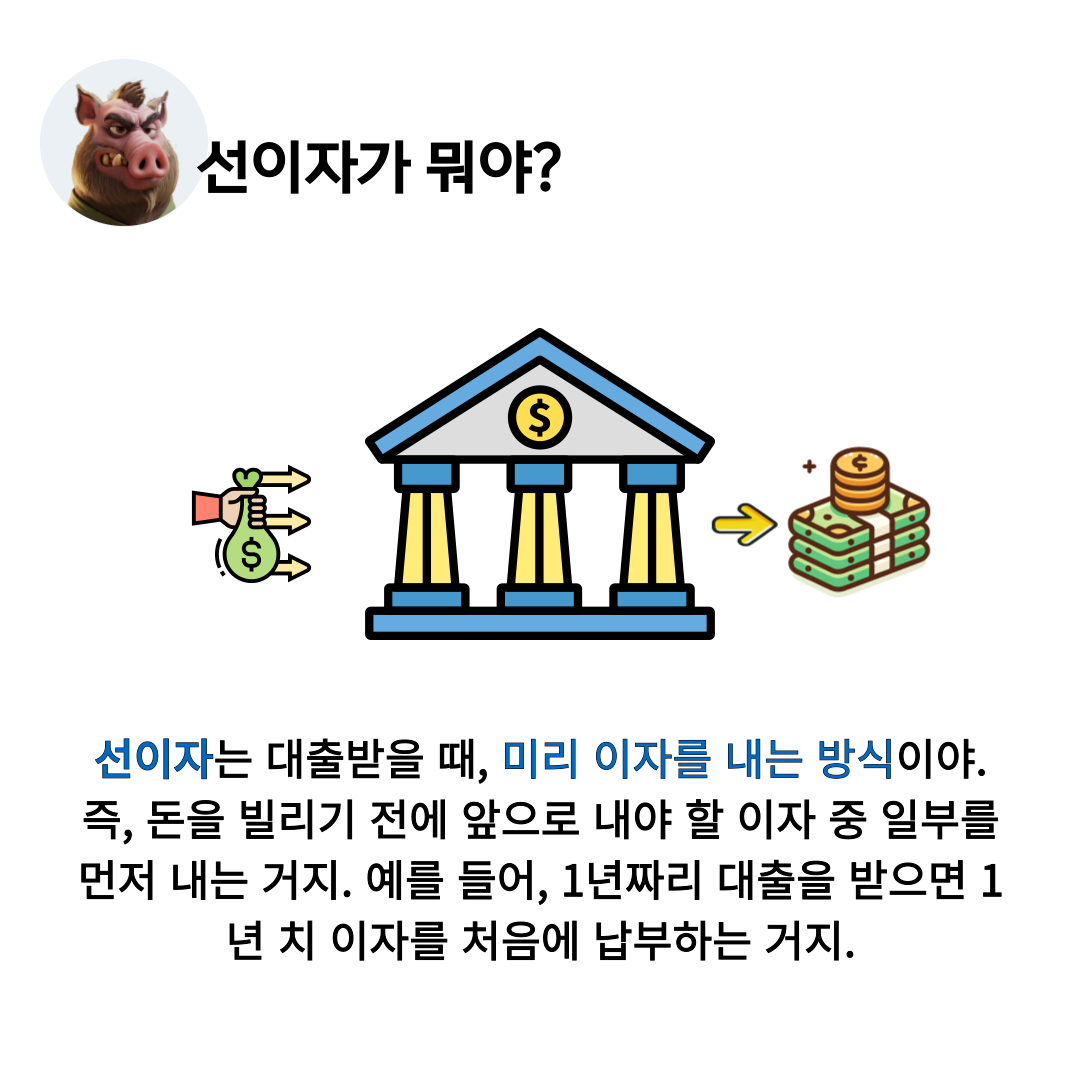 선이자가 뭐야?
$
$
선이자는 대출받을 때, 미리 이자를 내는 방식이야.
즉, 돈을 빌리기 전에 앞으로 내야 할 이자 중 일부를
먼저 내는 거지. 예를 들어, 1년짜리 대출을 받으면 1
년 치 이자를 처음에 납부하는 거지.